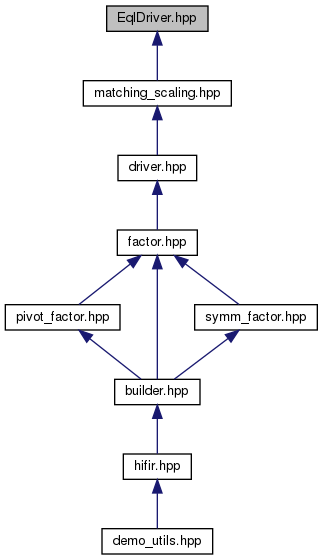 EqlDriver.hpp
matching_scaling.hpp
driver.hpp
factor.hpp
pivot_factor.hpp
symm_factor.hpp
builder.hpp
hifir.hpp
demo_utils.hpp